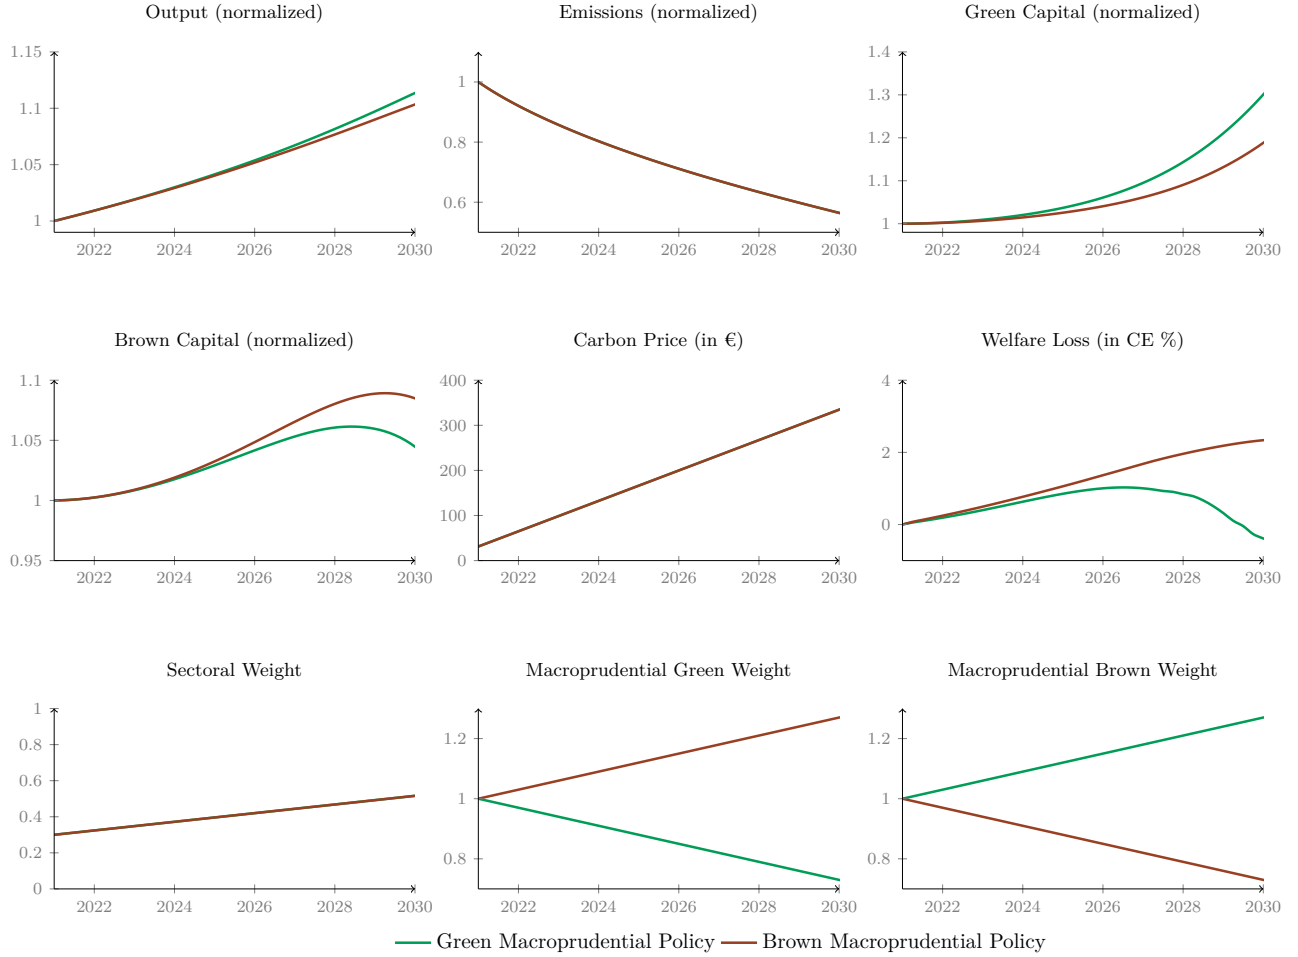 Output (normalized)
1.15
1.1
1.05
1
2022 2024 2026 2028 2030
Emissions (normalized)
1
0.8
0.6
2022 2024 2026 2028 2030
Green Capital (normalized)
1.4
1.3
1.2
1.1
1
2022 2024 2026 2028 2030
Brown Capital (normalized)
1.1
1.05
1
0.95
2022 2024 2026 2028 2030
Carbon Price (in €)
400
300
200
100
0
2022 2024 2026 2028 2030
Welfare Loss (in CE %)
4
2
0
2022 2024 2026 2028 2030
Sectoral Weight
1
0.8
0.6
0.4
0.2
0
2022 2024 2026 2028 2030
Macroprudential Green Weight
1.2
1
0.8
2022 2024 2026 2028 2030
Macroprudential Brown Weight
1.2
1
0.8
2022 2024 2026 2028 2030
Green Macroprudential Policy Brown Macroprudential Policy